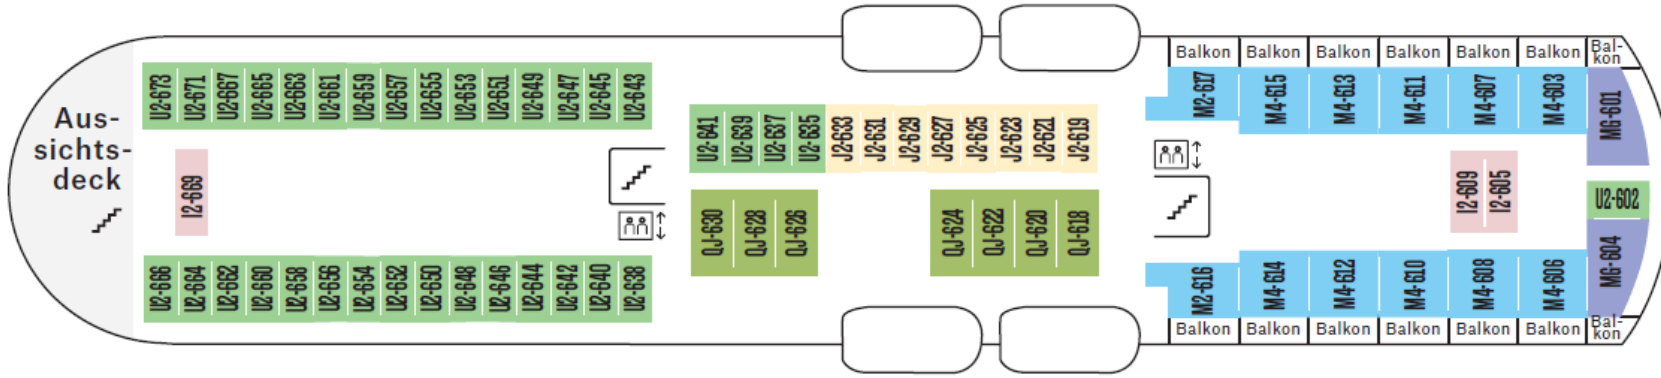 Balkon Balkon Balkon Balkon Balkon Balkon Bal-
kon
U2-673 U2-671 U2-667 U2-665 U2-663 U2-661 U2-659 U2-657 U2-655 U2-653 U2-651 U2-649 U2-647 U2-645 U2-643
M2-617 M4-615 M4-613 M4-611 M4-607 M4-603 M6-601
Aus-
sichts-
deck
U2-641 U2-639 U2-637 U2-635 J2-633 J2-631 J2-629 J2-627 J2-625 J2-623 J2-621 J2-619
I2-669
I2-609 I2-605
U2-602
QJ-630 QJ-628 QJ-626 QJ-624 QJ-622 QJ-620 QJ-618
U2-666 U2-664 U2-662 U2-660 U2-658 U2-656 U2-654 U2-652 U2-650 U2-648 U2-646 U2-644 U2-642 U2-640 U2-638
M2-616 M4-614 M4-612 M4-610 M4-608 M4-606 M6-604
Balkon Balkon Balkon Balkon Balkon Balkon Bal-
kon